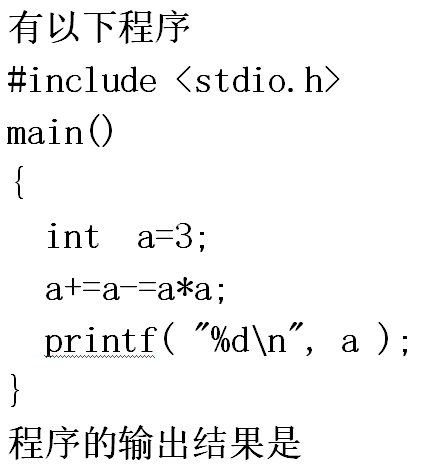 有以下程序
#include <stdio.h>
main()
{
int a=3;
a+=a-=a*a;
printf( "%d\n", a );
}
程序的输出结果是